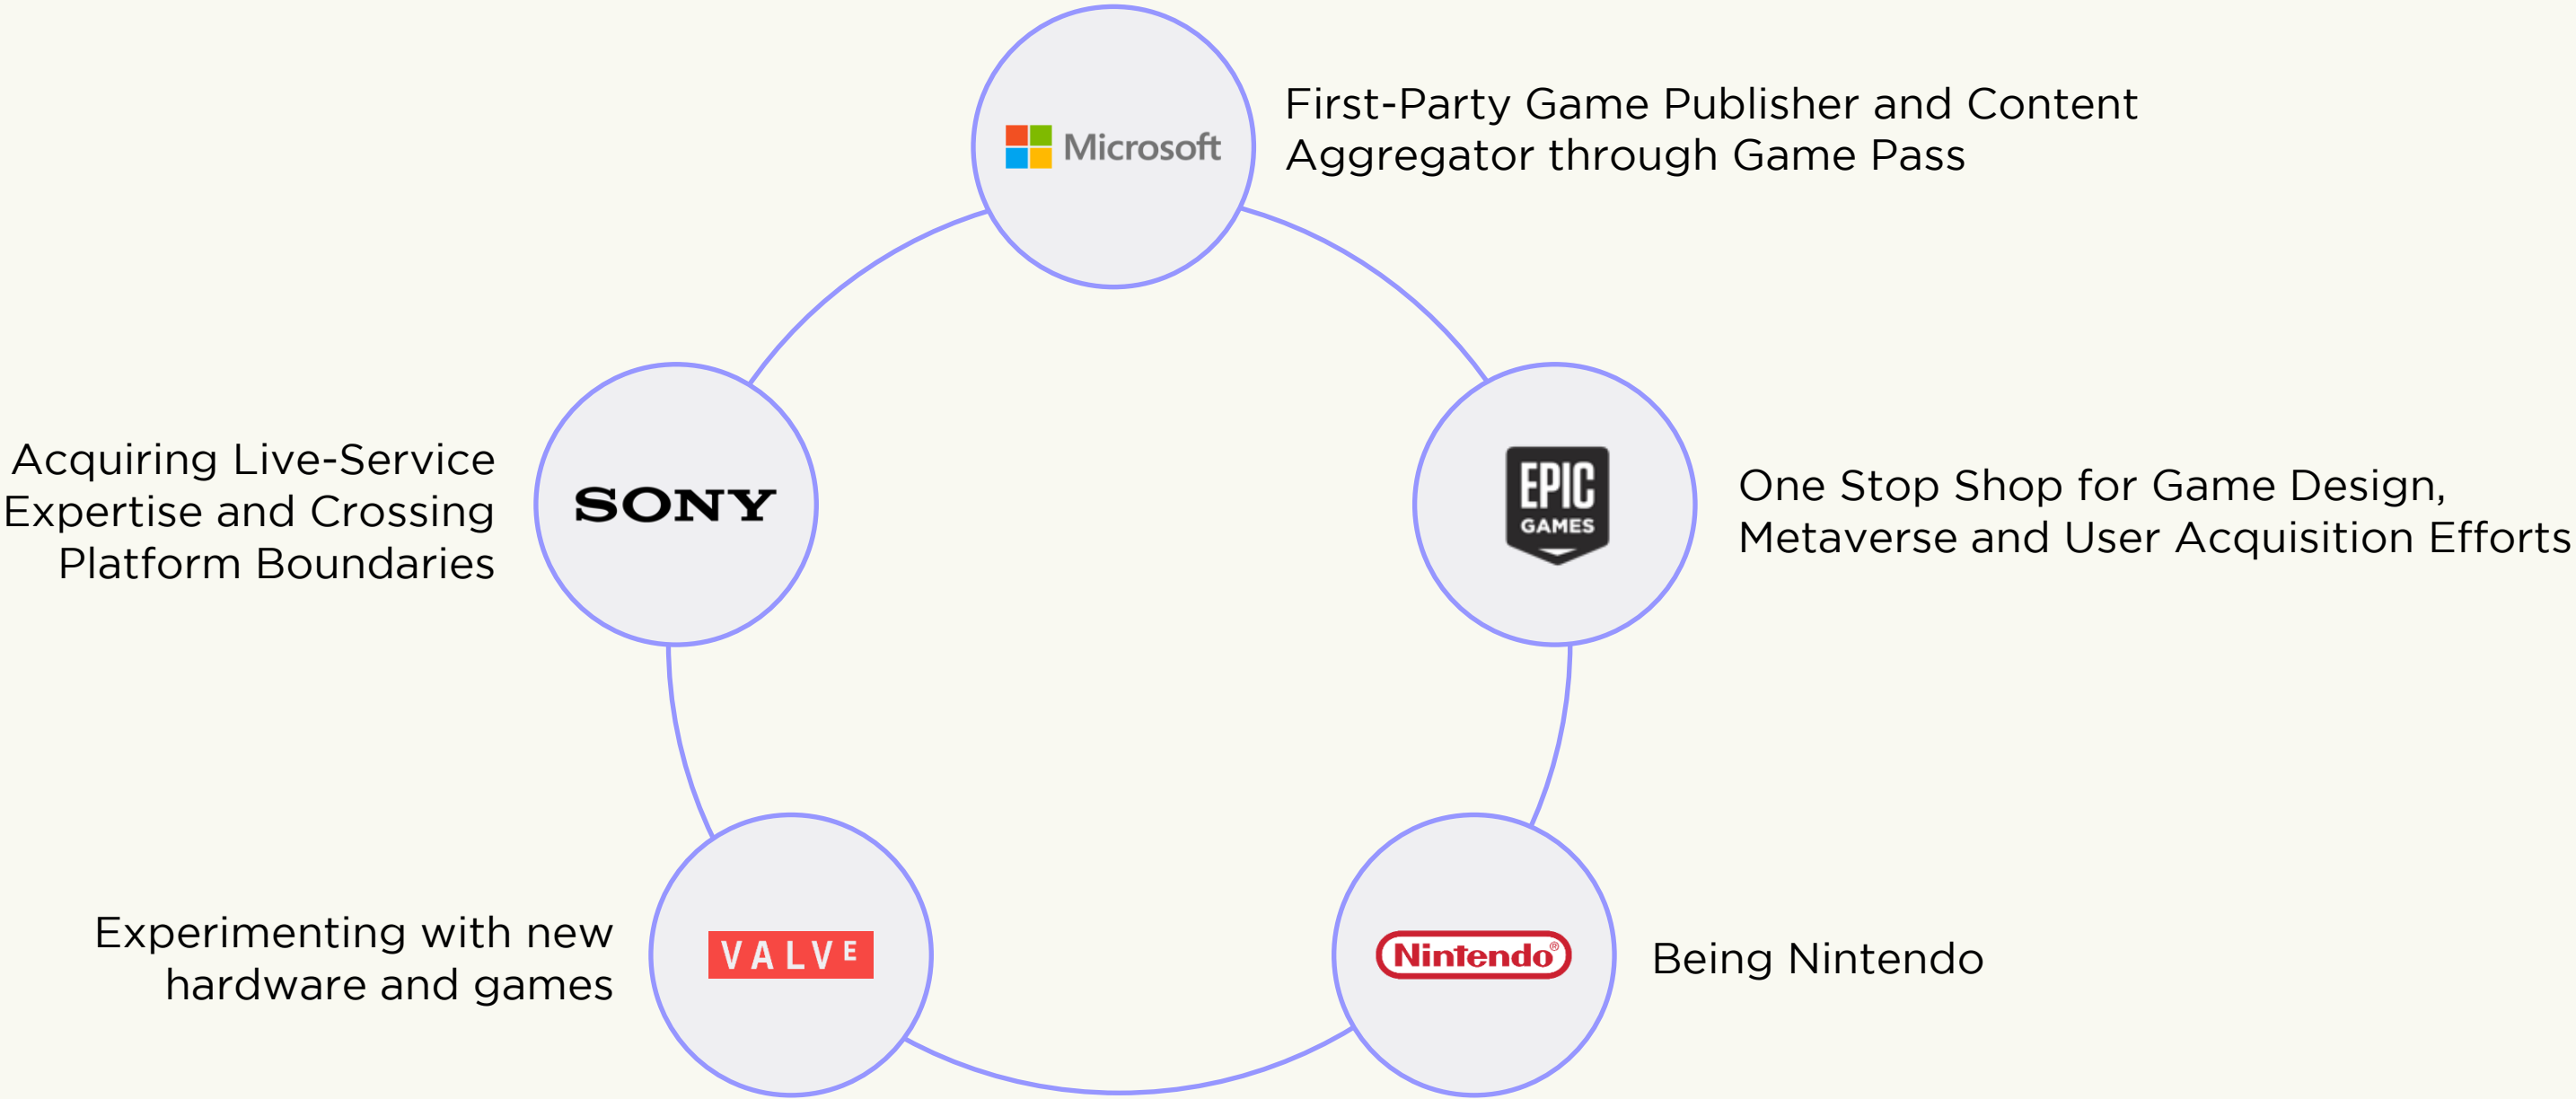 Microsoft
First-Party Game Publisher and Content
Aggregator through Game Pass
Acquiring Live-Service
Expertise and Crossing
Platform Boundaries
SONY
EPIC
GAMES
One Stop Shop for Game Design,
Metaverse and User Acquisition Efforts
Experimenting with new
hardware and games
VALVE
Nintendo®
Being Nintendo